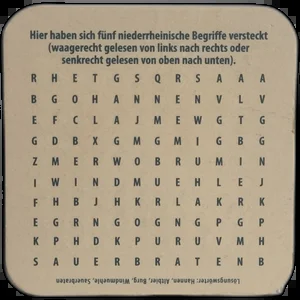 Hier haben sich fünf niederrheinische Begriffe versteckt
(waagerecht gelesen von links nach rechts oder
senkrecht gelesen von oben nach unten).
R H E T G S Q R S A A A
B G O H A N N E N V L V
E F C L A J M E W G T G
G D B X G M G M I G B G
Z M E R W O B R U M I N
I W I N D M U E H L E J
F H B J H K R L A K R K
E G R N G O G N G P G P
K P H D K P U R U V M H
S A U E R B R A T E N B
Lösungswörter: Hannen, Altbier, Burg, Windmuehle, Sauerbraten